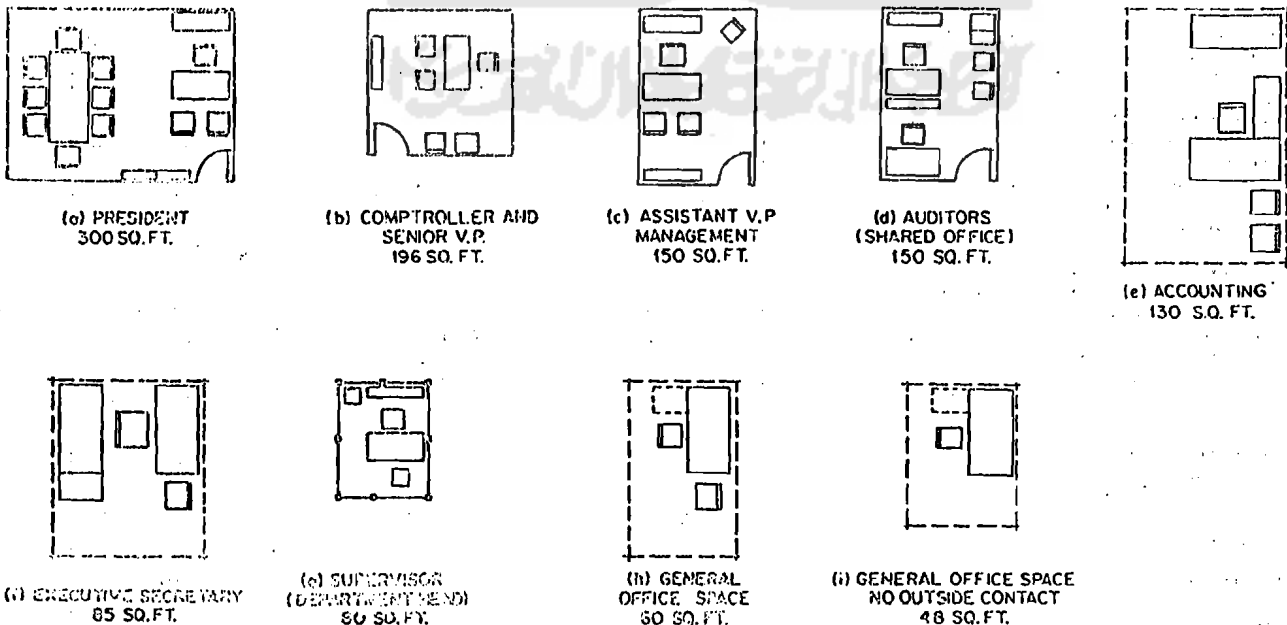 (a) PRESIDENT
300 SQ. FT.
(b) COMPTROLLER AND
SENIOR V.P.
196 SQ. FT.
(c) ASSISTANT V.P
MANAGEMENT
150 SQ. FT.
(d) AUDITORS
(SHARED OFFICE)
150 SQ. FT.
(e) ACCOUNTING
130 S.Q. FT.
(f) EXECUTIVE SECRETARY
85 SQ. FT.
SUPERVISOR
(DEPARTMENT HEAD)
SQ. FT.
(h) GENERAL
OFFICE SPACE
SQ. FT.
(i) GENERAL OFFICE SPACE
NO OUTSIDE CONTACT
48 SQ. FT.